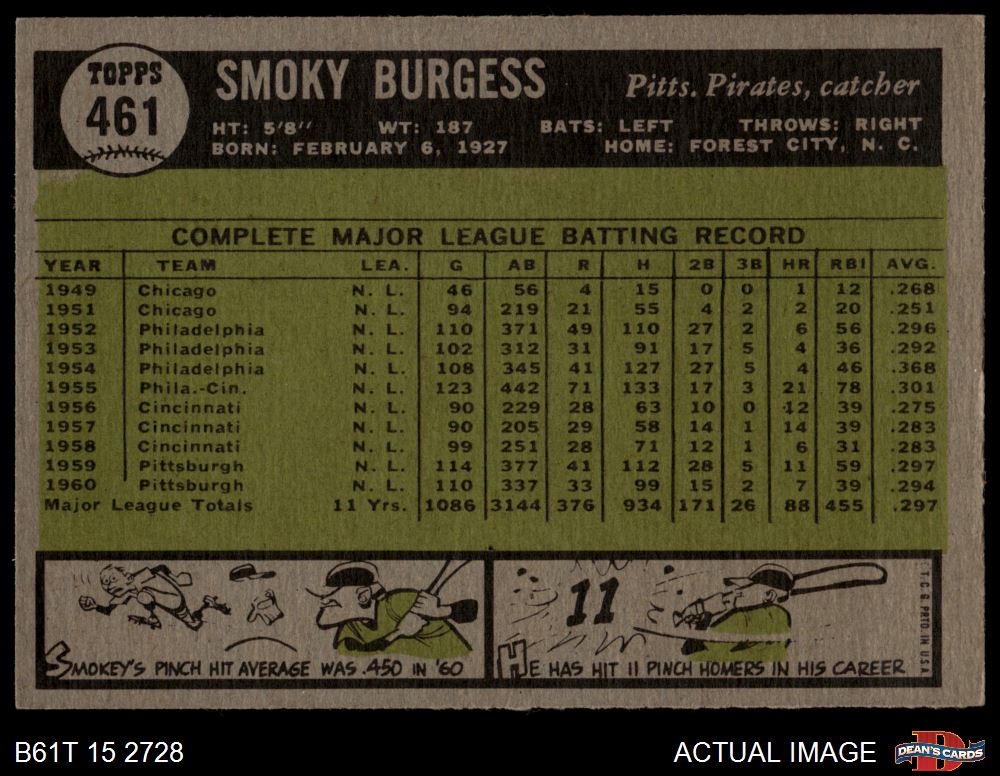 TOPPS
461
SMOKY BURGESS
Pitts. Pirates, catcher
HT: 5'8" WT: 187 BATS: LEFT THROWS: RIGHT
BORN: FEBRUARY 6, 1927 HOME: FOREST CITY, N. C.
COMPLETE MAJOR LEAGUE BATTING RECORD
YEAR TEAM LEA. G AB R H 2B 3B HR RBI AVG.
1949 Chicago N. L. 46 56 4 15 0 0 1 12 .268
1951 Chicago N. L. 94 219 21 55 4 2 2 20 .251
1952 Philadelphia N. L. 110 371 49 110 27 2 6 56 .296
1953 Philadelphia N. L. 102 312 31 91 17 5 4 36 .292
1954 Philadelphia N. L. 108 345 41 127 27 5 4 46 .368
1955 Phila.-Cin. N. L. 123 442 71 133 17 3 21 78 .301
1956 Cincinnati N. L. 90 229 28 63 10 0 12 39 .275
1957 Cincinnati N. L. 90 205 29 58 14 1 14 39 .283
1958 Cincinnati N. L. 99 251 28 71 12 1 6 31 .283
1959 Pittsburgh N. L. 114 377 41 112 28 5 11 59 .297
1960 Pittsburgh N. L. 110 337 33 99 15 2 7 39 .294
Major League Totals 11 Yrs. 1086 3144 376 934 171 26 88 455 .297
SMOKEY'S PINCH HIT AVERAGE WAS .450 IN '60
11
HE HAS HIT 11 PINCH HOMERS IN HIS CAREER
T.C.G. PRTD. IN U.S.A.
B61T 15 2728
ACTUAL IMAGE
DEAN'S CARDS